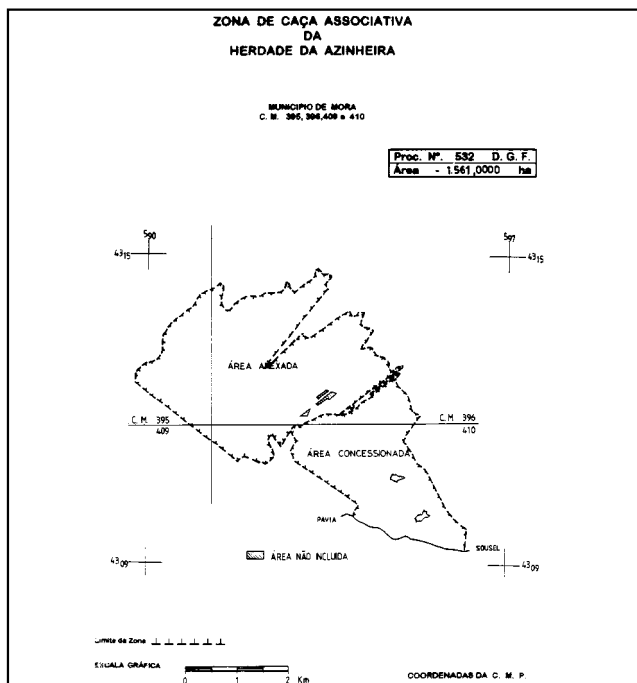 ZONA DE CAÇA ASSOCIATIVA
DA
HERDADE DA AZINHEIRA
MUNICIPIO DE MORA
C. M. 395, 396, 409 e 410
Proc. Nº. 532 D. G. F.
Área - 1.561,0000 ha
590
597
4315
4315
ÁREA ANEXADA
C. M. 395
C. M. 396
409
410
ÁREA CONCESSIONADA
PAVIA
SOUSEL
ÁREA NÃO INCLUIDA
4309
4309
Limite da Zona
ESCALA GRÁFICA
0 1 2 Km
COORDENADAS DA C. M. P.